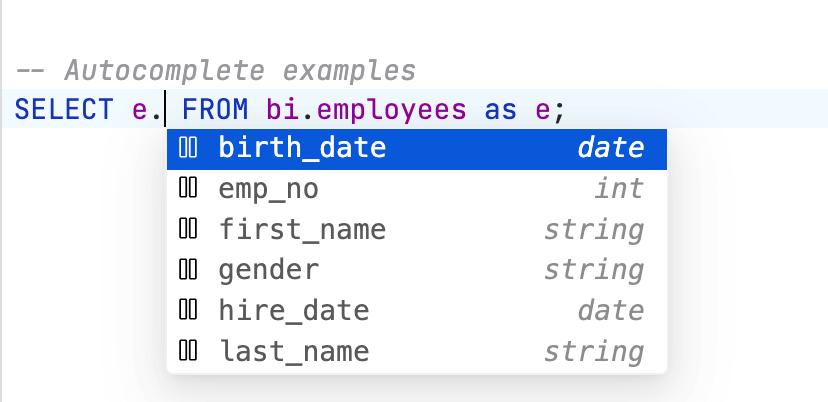 -- Autocomplete examples
SELECT e. FROM bi.employees as e;
birth_date date
emp_no int
first_name string
gender string
hire_date date
last_name string